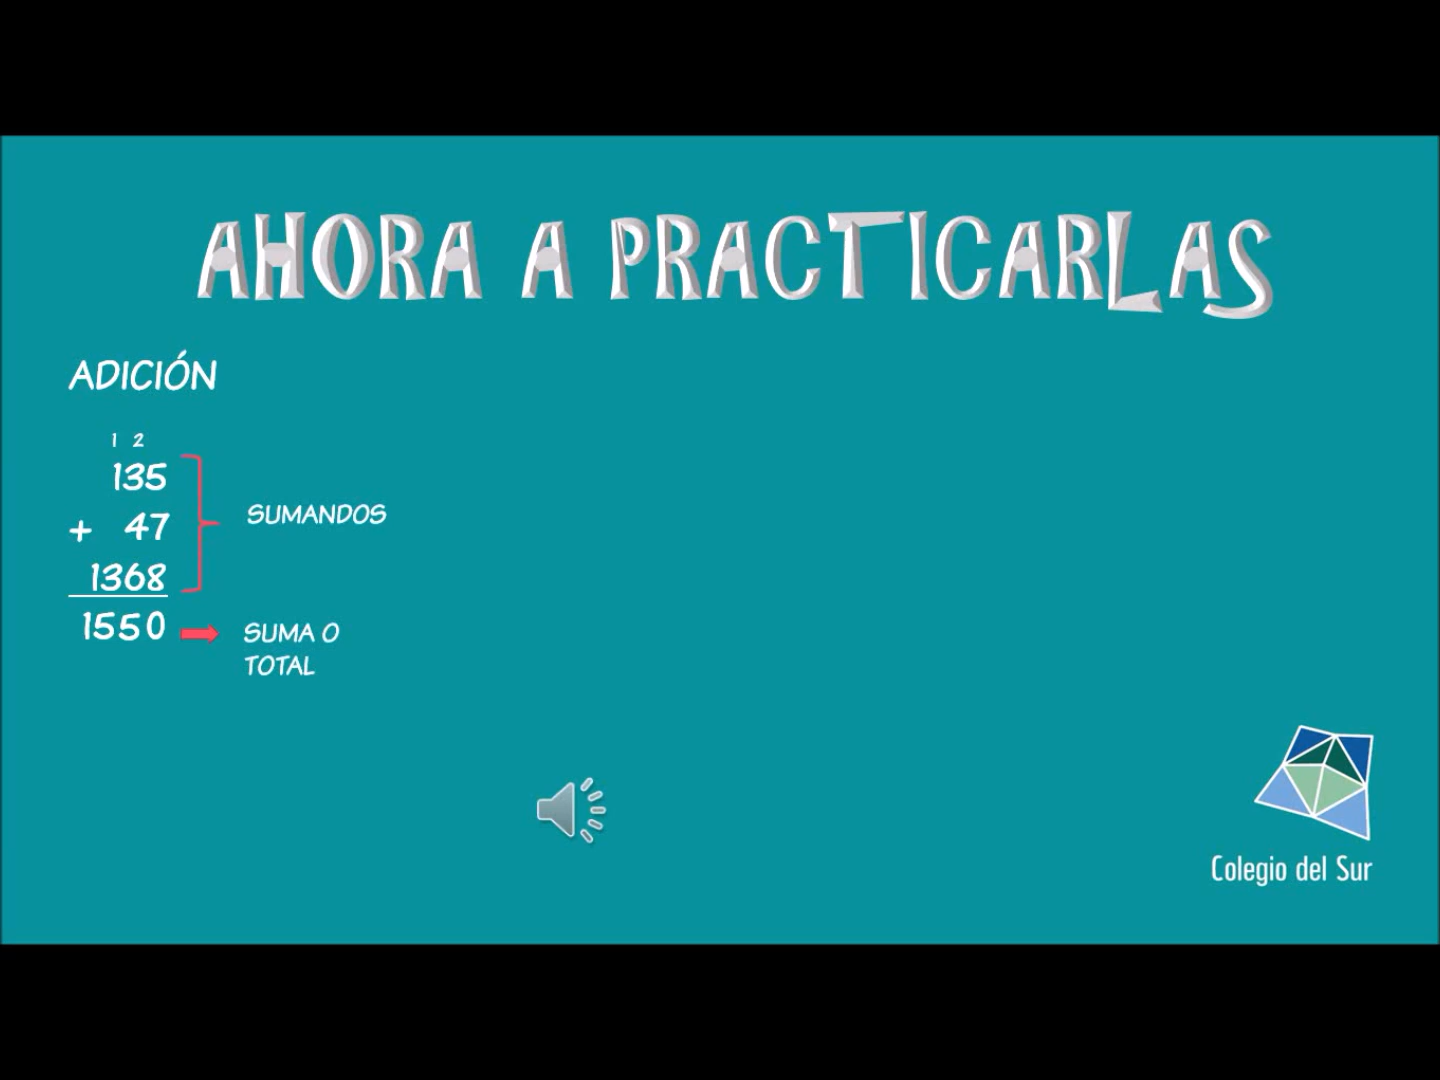 AHORA A PRACTICARLAS
ADICIÓN
1 2
135
+ 47
1368
1550
SUMANDOS
SUMA O
TOTAL
Colegio del Sur